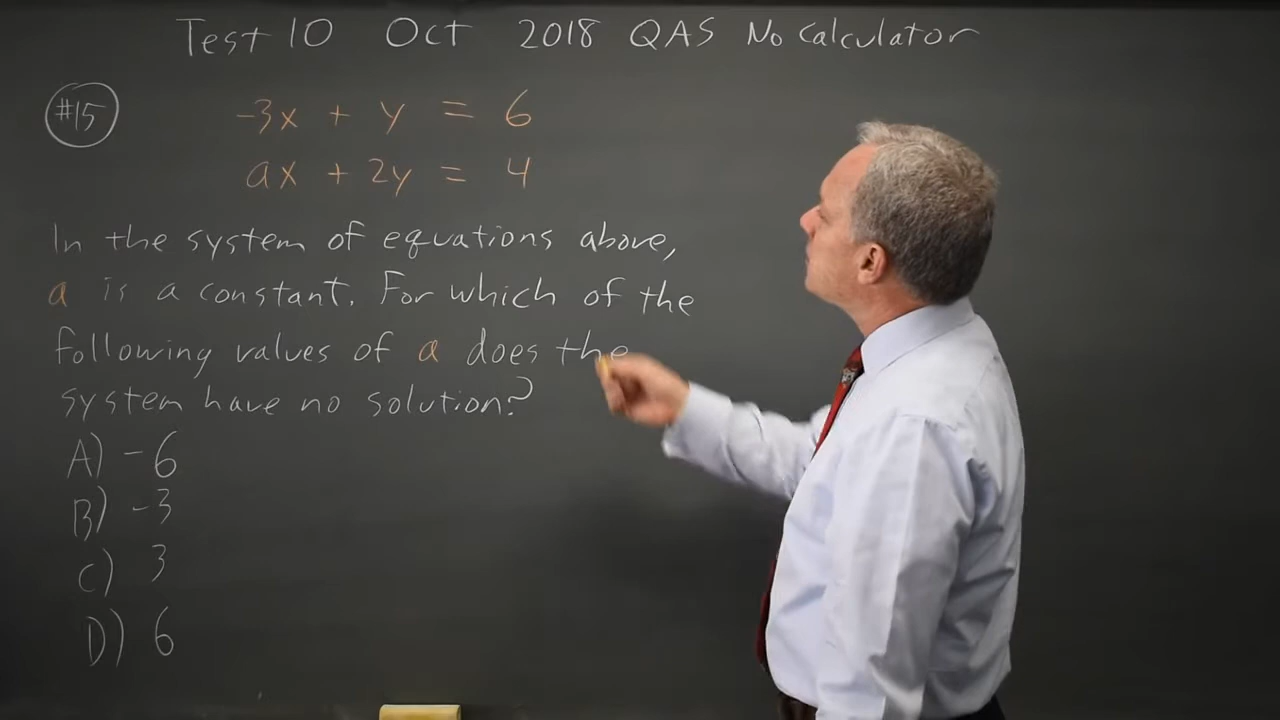 Test 10 Oct 2018 QAS No Calculator
#15
-3x + y = 6
ax + 2y = 4
In the system of equations above,
a is a constant. For which of the
following values of a does the
system have no solution?
A) -6
B) -3
C) 3
D) 6